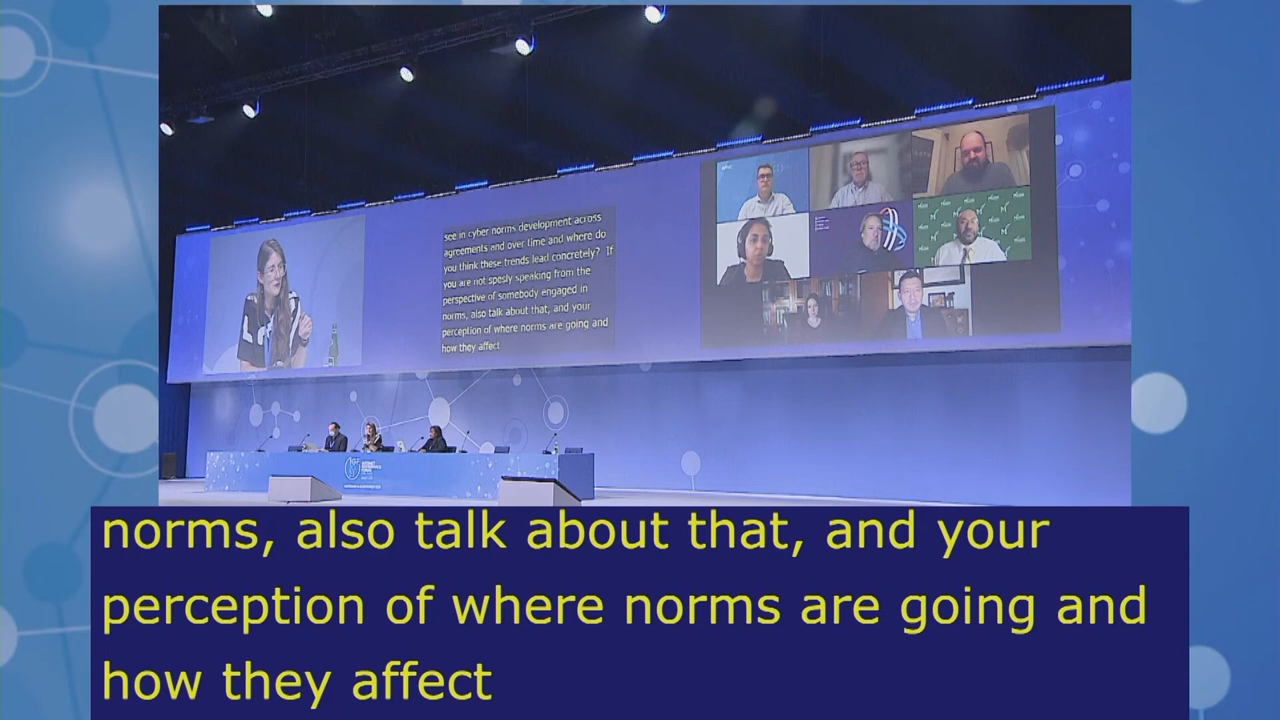 see in cyber norms development across
agreements and over time and where do
you think these trends lead concretely? If
you are not spesly speaking from the
perspective of somebody engaged in
norms, also talk about that, and your
perception of where norms are going and
how they affect
norms, also talk about that, and your
perception of where norms are going and
how they affect